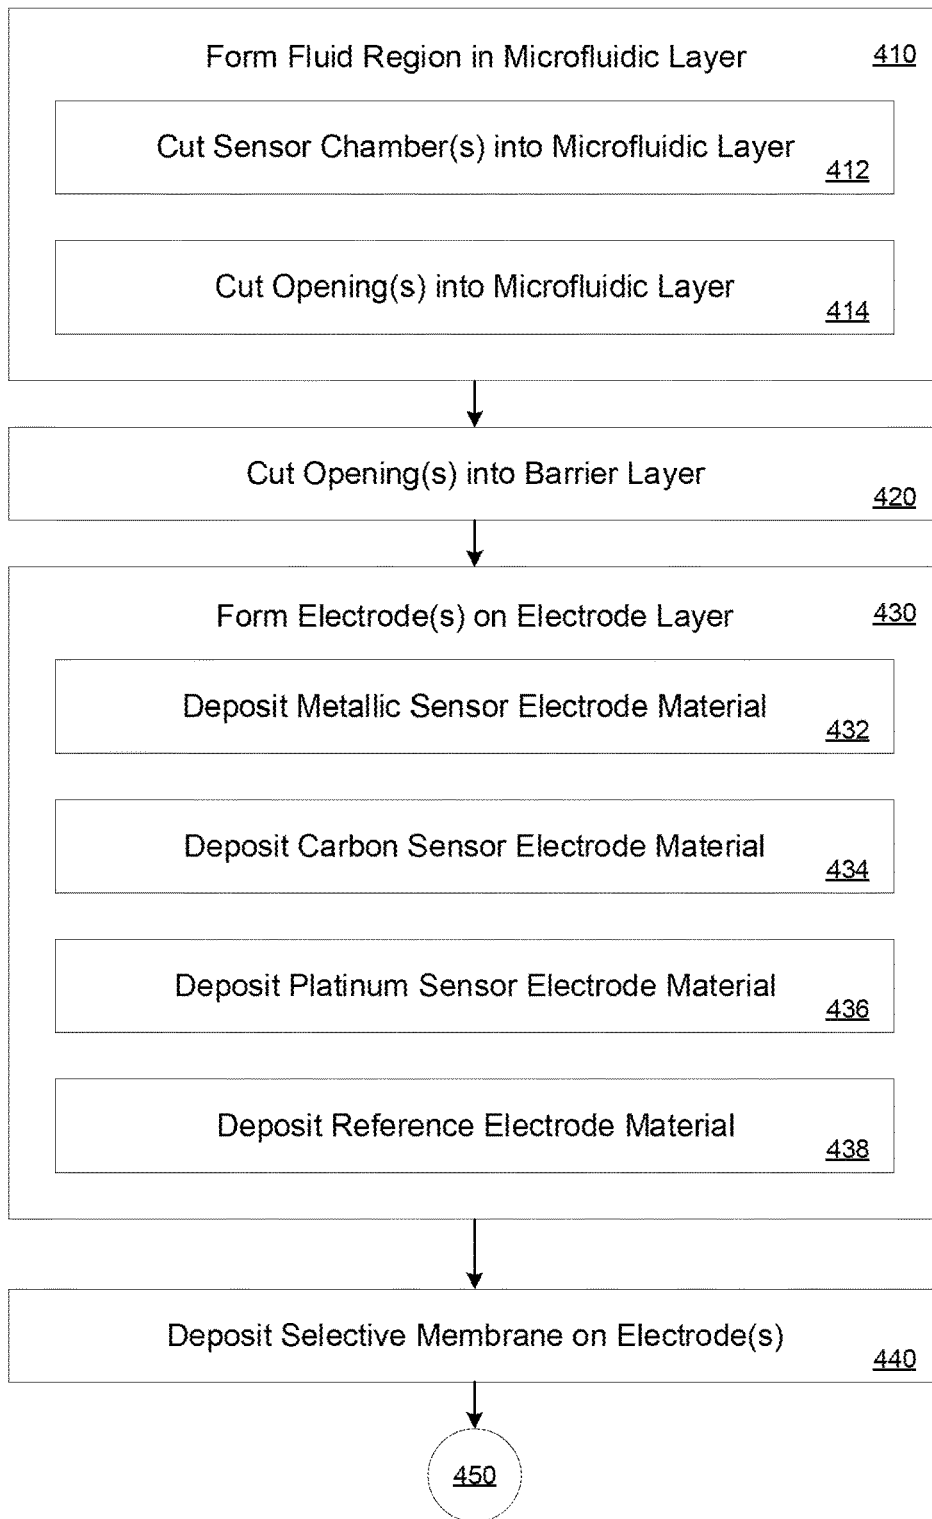 Form Fluid Region in Microfluidic Layer 410
Cut Sensor Chamber(s) into Microfluidic Layer
412
Cut Opening(s) into Microfluidic Layer
414
Cut Opening(s) into Barrier Layer
420
Form Electrode(s) on Electrode Layer 430
Deposit Metallic Sensor Electrode Material
432
Deposit Carbon Sensor Electrode Material
434
Deposit Platinum Sensor Electrode Material
436
Deposit Reference Electrode Material
438
Deposit Selective Membrane on Electrode(s)
440
450